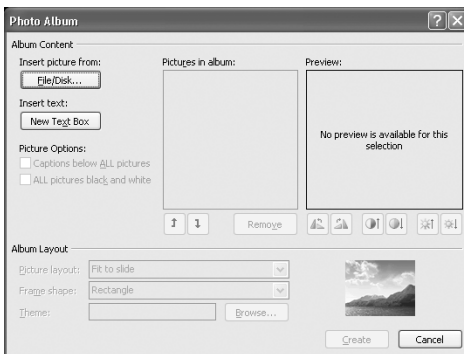 Photo Album
Album Content
Insert picture from:
File/Disk...
Insert text:
New Text Box
Picture Options:
Captions below ALL pictures
ALL pictures black and white
Pictures in album:
Remove
Preview:
No preview is available for this
selection
Album Layout
Picture layout: Fit to slide
Frame shape: Rectangle
Theme: Browse...
Create Cancel